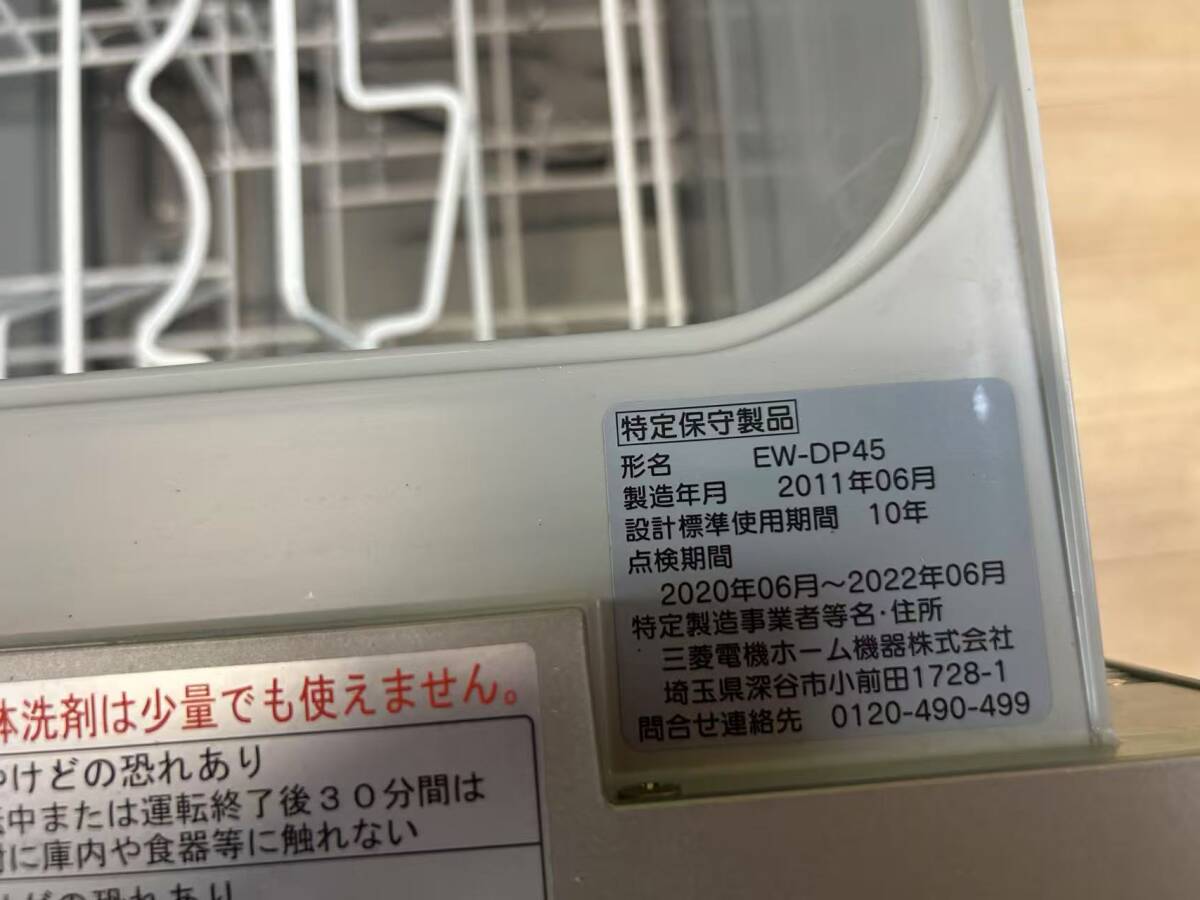 特定保守製品
形名 EW-DP45
製造年月 2011年06月
設計標準使用期間 10年
点検期間
2020年06月～2022年06月
特定製造事業者等名・住所
三菱電機ホーム機器株式会社
埼玉県深谷市小前田1728-1
問合せ連絡先 0120-490-499
体洗剤は少量でも使えません。
やけどの恐れあり
転中または運転終了後３０分間は
に庫内や食器等に触れない
の恐れあり